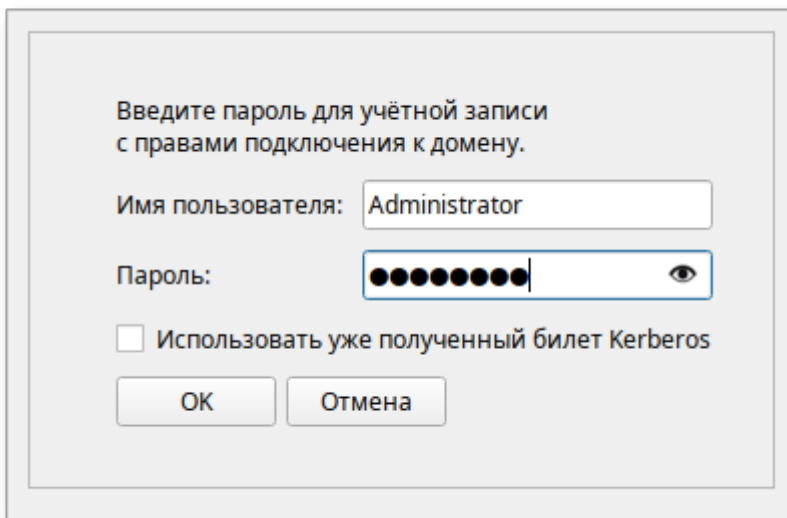 Введите пароль для учётной записи
с правами подключения к домену.
Имя пользователя: Administrator
Пароль: ●●●●●●●●
Использовать уже полученный билет Kerberos
OK Отмена